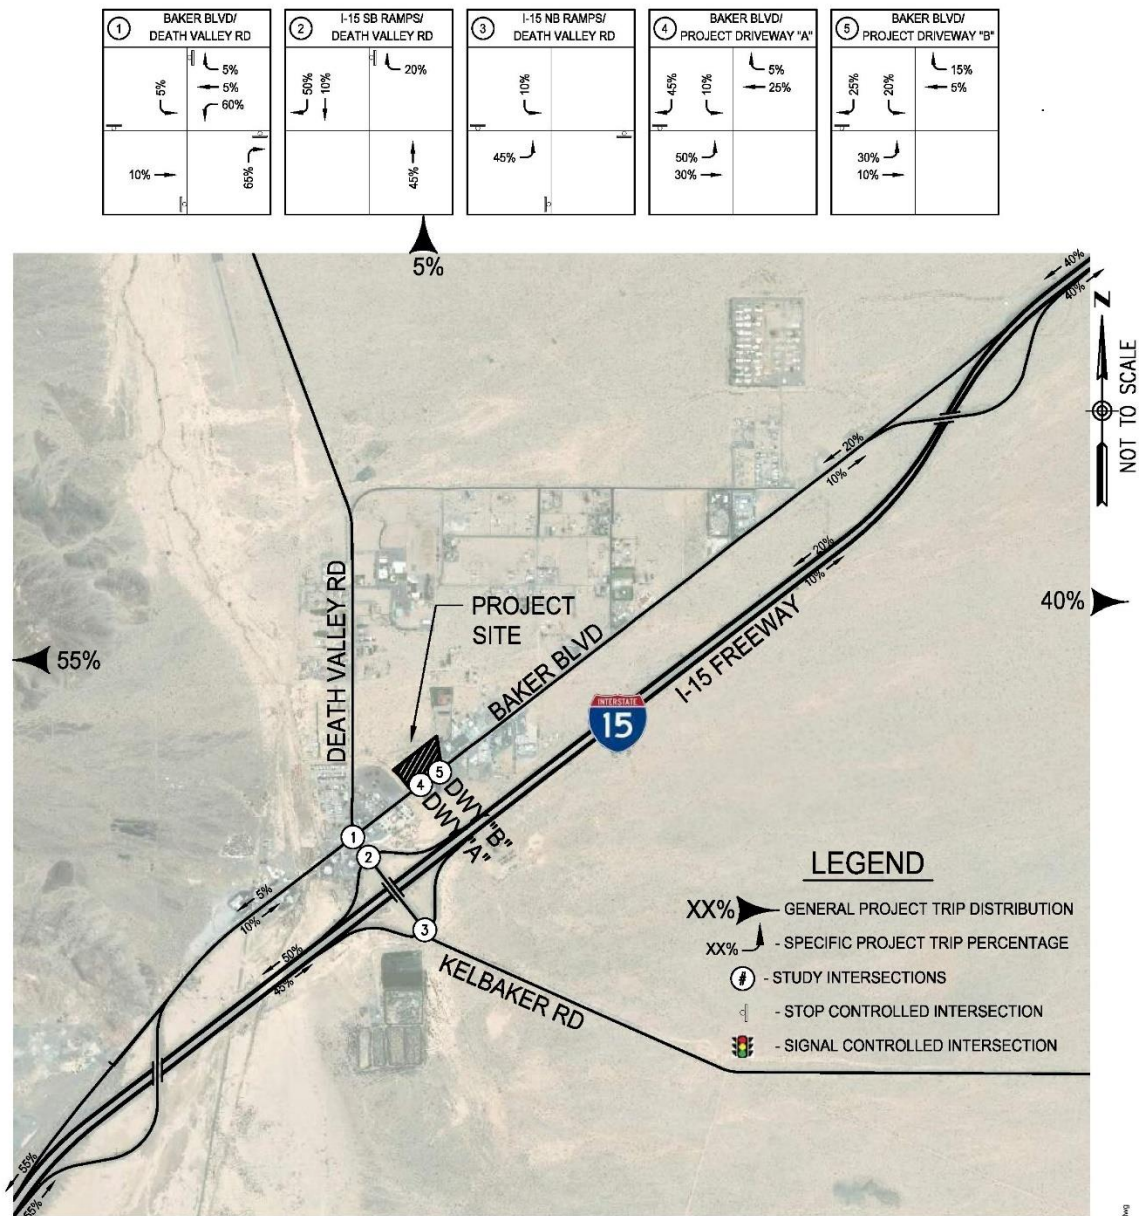 1
BAKER BLVD/
DEATH VALLEY RD
5%
5%
5%
60%
10%
65%
2
I-15 SB RAMPS/
DEATH VALLEY RD
50%
10%
20%
45%
3
I-15 NB RAMPS/
DEATH VALLEY RD
10%
45%
4
BAKER BLVD/
PROJECT DRIVEWAY "A"
45%
10%
5%
25%
50%
30%
5
BAKER BLVD/
PROJECT DRIVEWAY "B"
25%
20%
15%
5%
30%
10%
5%
40%
40%
Z
NOT TO SCALE
20%
10%
20%
10%
40%
55%
DEATH VALLEY RD
PROJECT
SITE
BAKER BLVD
I-15 FREEWAY
INTERSTATE
15
5
4
DWY "B"
DWY "A"
1
2
3
5%
10%
50%
45%
KELBAKER RD
55%
55%
LEGEND
XX% - GENERAL PROJECT TRIP DISTRIBUTION
XX% - SPECIFIC PROJECT TRIP PERCENTAGE
# - STUDY INTERSECTIONS
- STOP CONTROLLED INTERSECTION
- SIGNAL CONTROLLED INTERSECTION